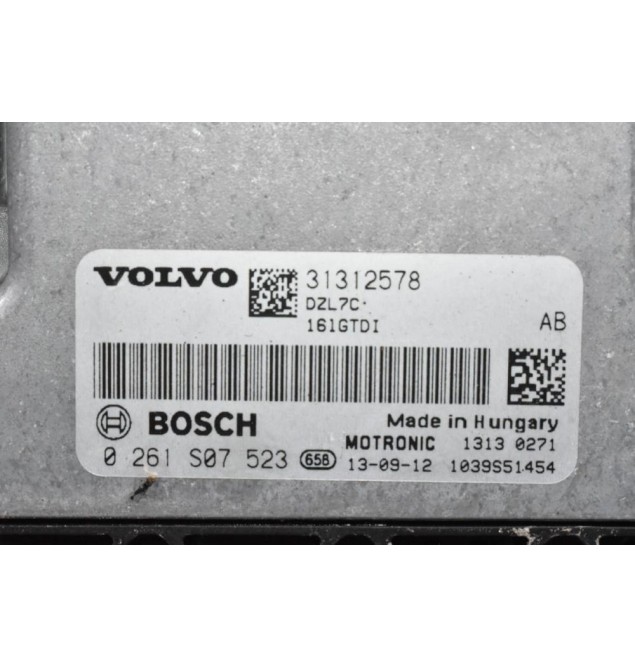 VOLVO 31312578
DZL7C
161GTDI AB
BOSCH Made in Hungary
MOTRONIC 1313 0271
0 261 S07 523 658 13-09-12 1039S51454